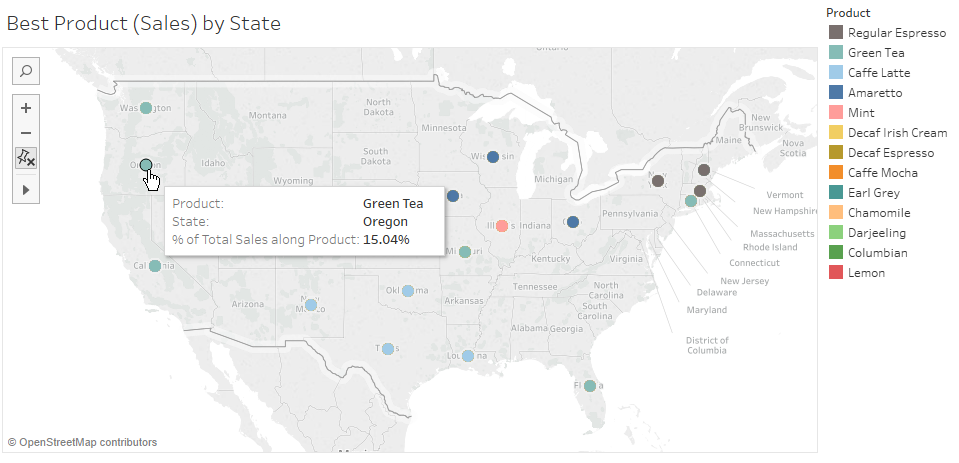 Best Product (Sales) by State
Product
Regular Espresso
Green Tea
Caffe Latte
Amaretto
Mint
Decaf Irish Cream
Decaf Espresso
Caffe Mocha
Earl Grey
Chamomile
Darjeeling
Columbian
Lemon
Ontario
North
Dakota
Montana
Minnesota
New
Brunswick
Maine
Nova
Scotia
Idaho
South
Dakota
Michigan
Wyoming
Vermont
New Hampshire
Massachusetts
Rhode Island
Connecticut
New Jersey
Delaware
Maryland
District of
Columbia
Product: Green Tea
State: Oregon
% of Total Sales along Product: 15.04%
Indiana
Pennsylvania
Kentucky
Virginia
Tennessee
North
Carolina
South
Carolina
Arizona
Arkansas
Alabama
Georgia
© OpenStreetMap contributors